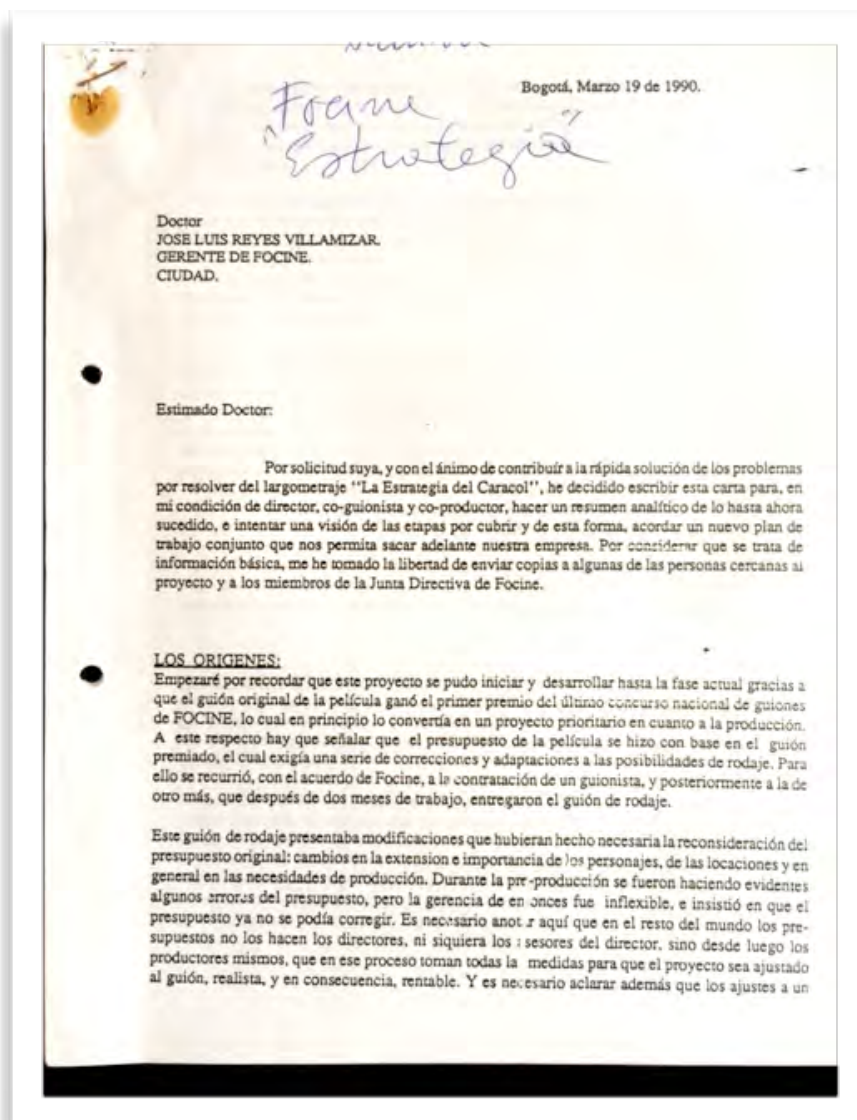 Bogotá, Marzo 19 de 1990.
Focine
"Estrategia"
Doctor
JOSE LUIS REYES VILLAMIZAR.
GERENTE DE FOCINE.
CIUDAD.
Estimado Doctor:
Por solicitud suya, y con el ánimo de contribuír a la rápida solución de los problemas
por resolver del largometraje "La Estrategia del Caracol", he decidido escribir esta carta para, en
mi condición de director, co-guionista y co-productor, hacer un resumen analítico de lo hasta ahora
sucedido, e intentar una visión de las etapas por cubrir y de esta forma, acordar un nuevo plan de
trabajo conjunto que nos permita sacar adelante nuestra empresa. Por considerar que se trata de
información básica, me he tomado la libertad de enviar copias a algunas de las personas cercanas al
proyecto y a los miembros de la Junta Directiva de Focine.
LOS ORIGENES:
Empezaré por recordar que este proyecto se pudo iniciar y desarrollar hasta la fase actual gracias a
que el guión original de la película ganó el primer premio del último concurso nacional de guiones
de FOCINE, lo cual en principio lo convertía en un proyecto prioritario en cuanto a la producción.
A este respecto hay que señalar que el presupuesto de la película se hizo con base en el guión
premiado, el cual exigía una serie de correcciones y adaptaciones a las posibilidades de rodaje. Para
ello se recurrió, con el acuerdo de Focine, a la contratación de un guionista, y posteriormente a la de
otro más, que después de dos meses de trabajo, entregaron el guión de rodaje.
Este guión de rodaje presentaba modificaciones que hubieran hecho necesaria la reconsideración del
presupuesto original: cambios en la extension e importancia de los personajes, de las locaciones y en
general en las necesidades de producción. Durante la pre-producción se fueron haciendo evidentes
algunos errores del presupuesto, pero la gerencia de en onces fue inflexible, e insistió en que el
presupuesto ya no se podía corregir. Es necesario anot r aquí que en el resto del mundo los pre-
supuestos no los hacen los directores, ni siquiera los sesores del director, sino desde luego los
productores mismos, que en ese proceso toman todas la medidas para que el proyecto sea ajustado
al guión, realista, y en consecuencia, rentable. Y es necesario aclarar además que los ajustes a un